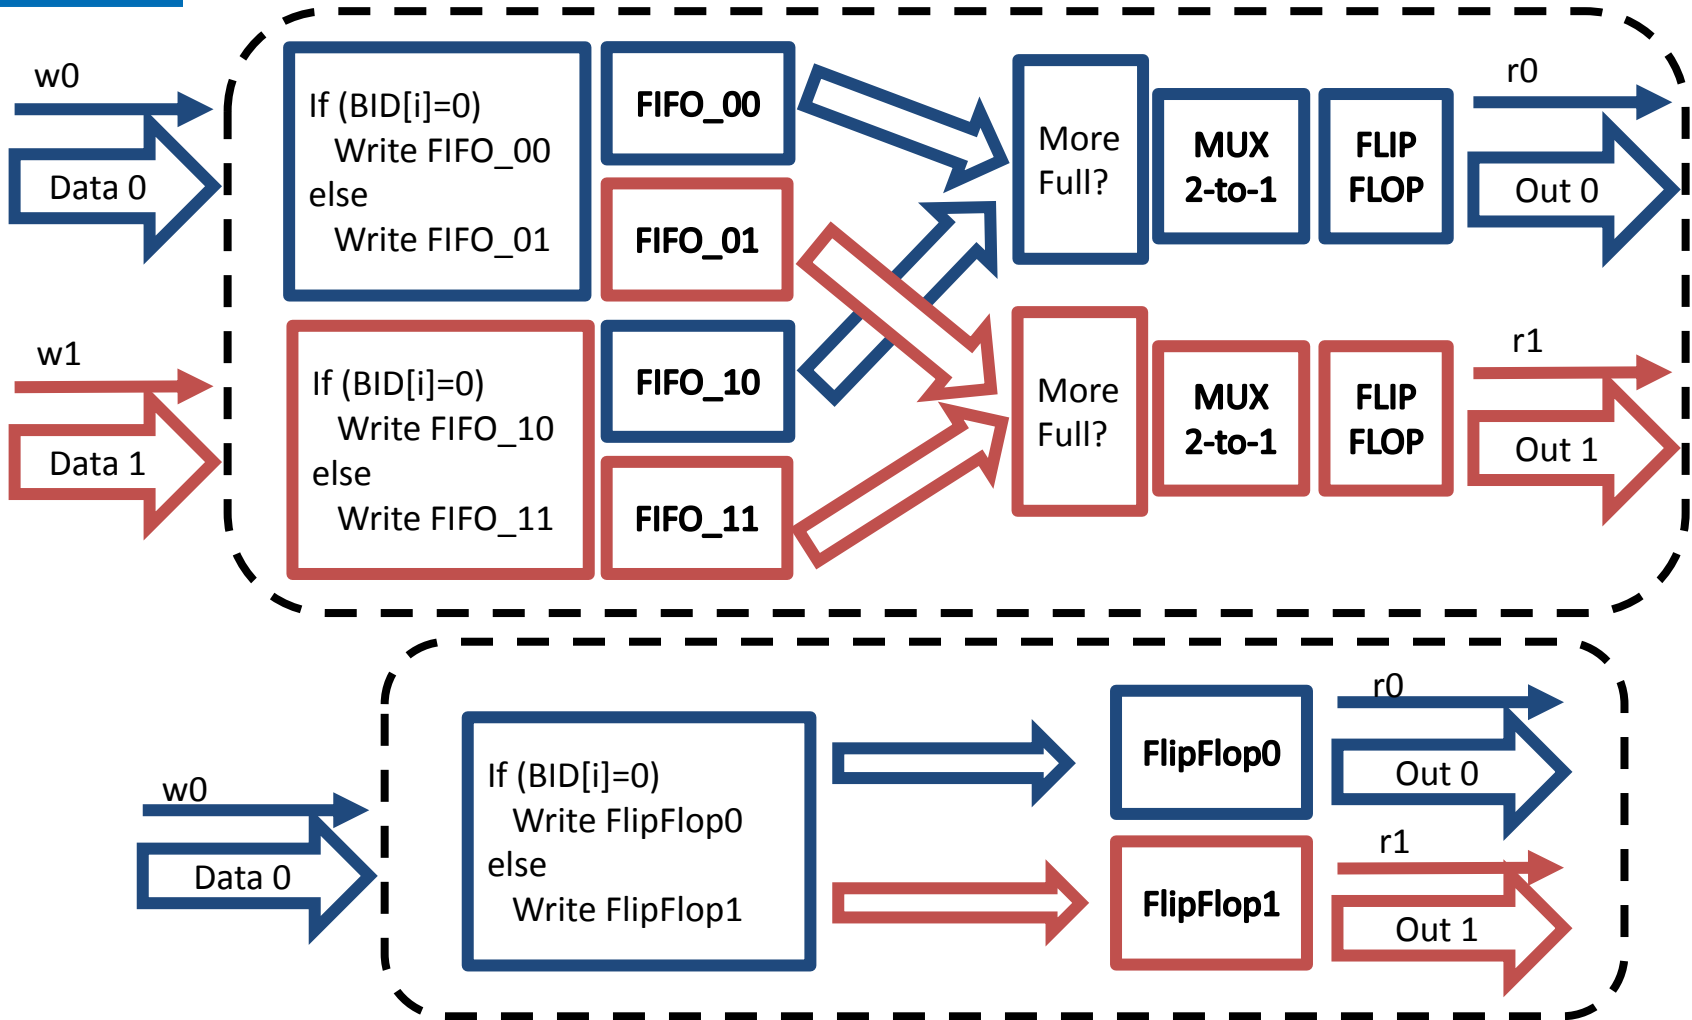 w0
Data 0
If (BID[i]=0)
Write FIFO_00
else
Write FIFO_01
FIFO_00
FIFO_01
More
Full?
MUX
2-to-1
FLIP
FLOP
r0
Out 0
w1
Data 1
If (BID[i]=0)
Write FIFO_10
else
Write FIFO_11
FIFO_10
FIFO_11
More
Full?
MUX
2-to-1
FLIP
FLOP
r1
Out 1
w0
Data 0
If (BID[i]=0)
Write FlipFlop0
else
Write FlipFlop1
FlipFlop0
r0
Out 0
FlipFlop1
r1
Out 1